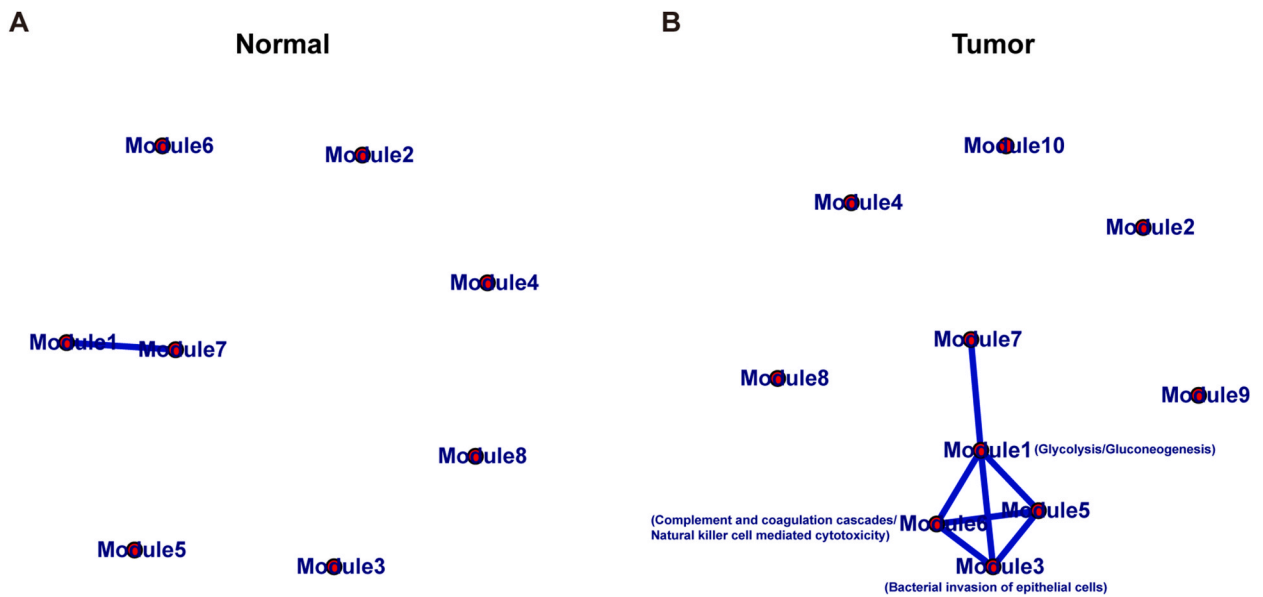 A
Normal
Module6
Module2
Module4
Module1
Module7
Module8
Module5
Module3
B
Tumor
Module10
Module4
Module2
Module7
Module8
Module9
Module1 (Glycolysis/Gluconeogenesis)
Module5
(Complement and coagulation cascades/
Natural killer cell mediated cytotoxicity)
Module6
Module3
(Bacterial invasion of epithelial cells)